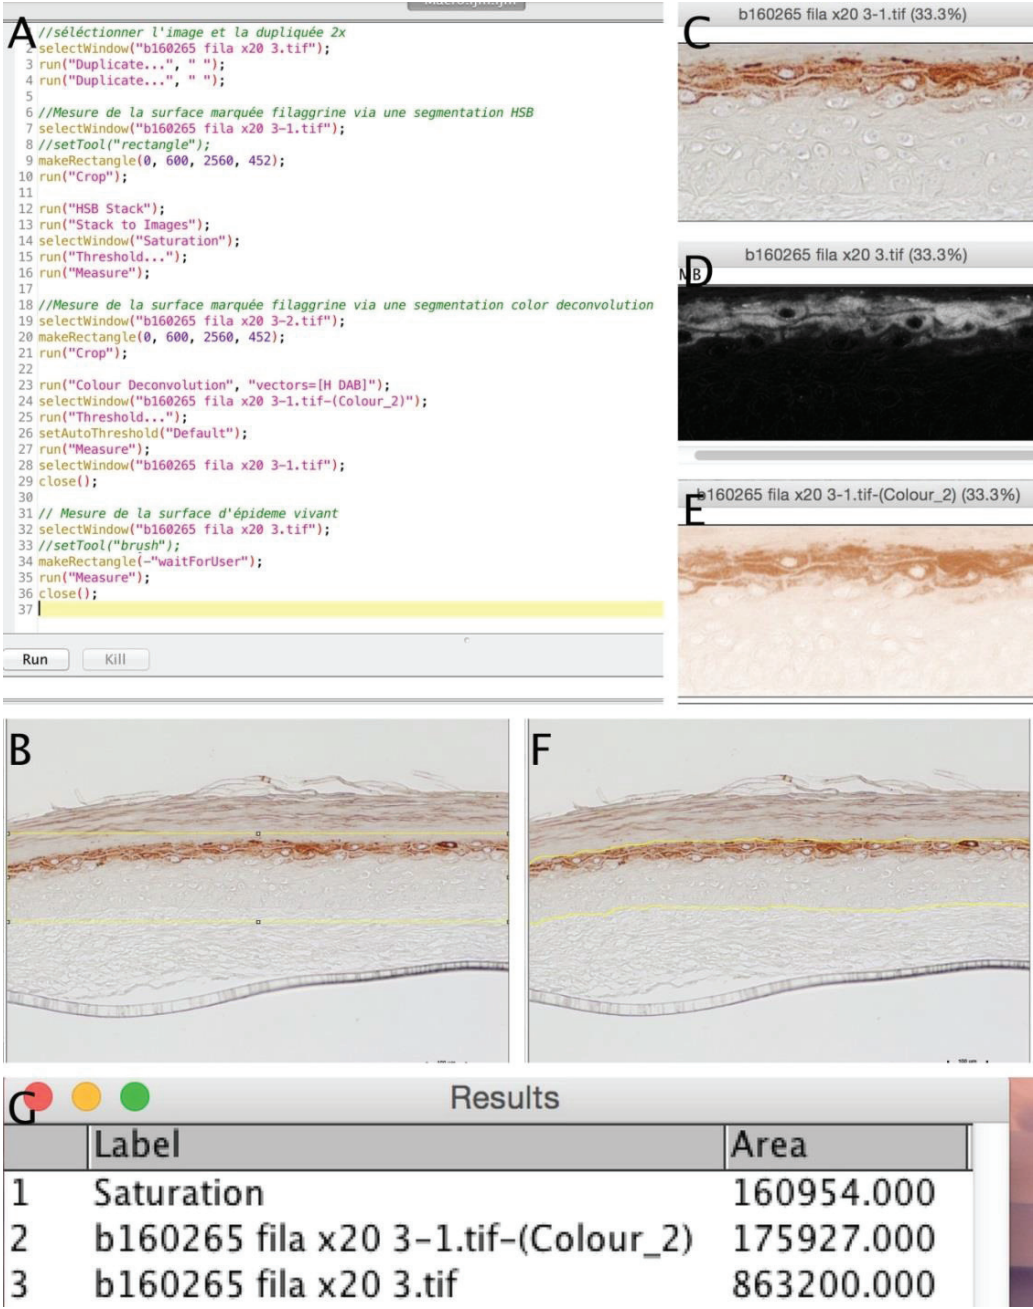 A
//séléctionner l'image et la dupliquée 2x
2 selectWindow("b160265 fila x20 3.tif");
3 run("Duplicate...", " ");
4 run("Duplicate...", " ");
5
6 //Mesure de la surface marquée filaggrine via une segmentation HSB
7 selectWindow("b160265 fila x20 3-1.tif");
8 //setTool("rectangle");
9 makeRectangle(0, 600, 2560, 452);
10 run("Crop");
11
12 run("HSB Stack");
13 run("Stack to Images");
14 selectWindow("Saturation");
15 run("Threshold...");
16 run("Measure");
17
18 //Mesure de la surface marquée filaggrine via une segmentation color deconvolution
19 selectWindow("b160265 fila x20 3-2.tif");
20 makeRectangle(0, 600, 2560, 452);
21 run("Crop");
22
23 run("Colour Deconvolution", "vectors=[H DAB]");
24 selectWindow("b160265 fila x20 3-1.tif-(Colour_2)");
25 run("Threshold...");
26 setAutoThreshold("Default");
27 run("Measure");
28 selectWindow("b160265 fila x20 3-1.tif");
29 close();
30
31 // Mesure de la surface d'épideme vivant
32 selectWindow("b160265 fila x20 3.tif");
33 //setTool("brush");
34 makeRectangle(-"waitForUser");
35 run("Measure");
36 close();
37
Run Kill
b160265 fila x20 3-1.tif (33.3%)
C
b160265 fila x20 3.tif (33.3%)
D
b160265 fila x20 3-1.tif-(Colour_2) (33.3%)
E
B
F
G
Results
Label Area
1 Saturation 160954.000
2 b160265 fila x20 3-1.tif-(Colour_2) 175927.000
3 b160265 fila x20 3.tif 863200.000